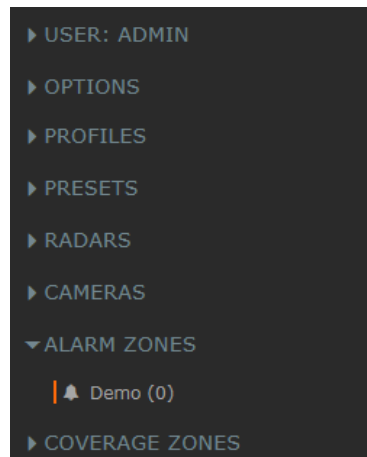 USER: ADMIN
OPTIONS
PROFILES
PRESETS
RADARS
CAMERAS
ALARM ZONES
Demo (0)
COVERAGE ZONES